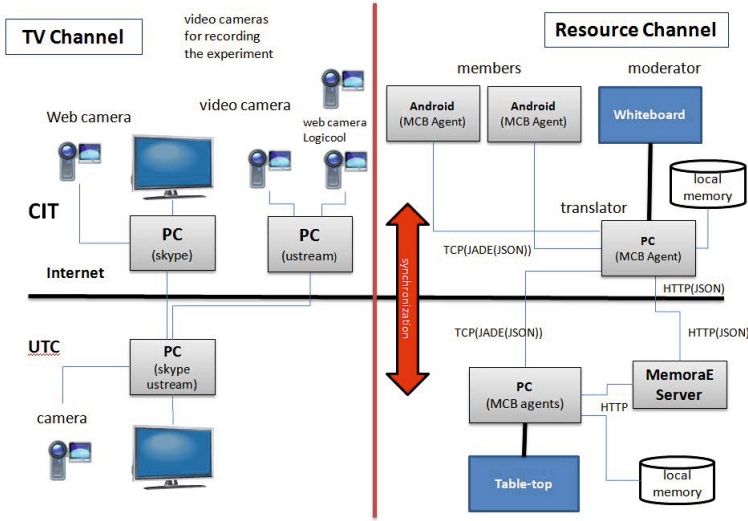 TV Channel
video cameras
for recording
the experiment
Resource Channel
members
moderator
Web camera
video camera
web camera
Logicool
Android
(MCB Agent)
Android
(MCB Agent)
Whiteboard
local
memory
CIT
PC
(skype)
PC
(ustream)
translator
PC
(MCB Agent)
TCP(JADE(JSON))
Internet
synchronization
HTTP(JSON)
UTC
PC
(skype
ustream)
TCP(JADE(JSON))
HTTP(JSON)
PC
(MCB agents)
MemoraE
Server
HTTP
camera
Table-top
local
memory